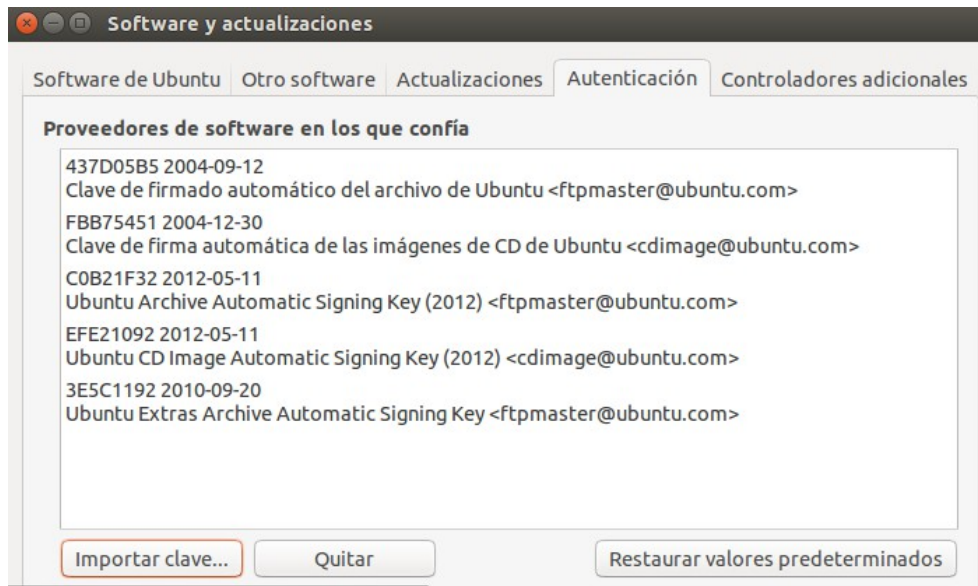 Software y actualizaciones
Software de Ubuntu Otro software Actualizaciones Autenticación Controladores adicionales
Proveedores de software en los que confía
437D05B5 2004-09-12
Clave de firmado automático del archivo de Ubuntu <ftpmaster@ubuntu.com>
FBB75451 2004-12-30
Clave de firma automática de las imágenes de CD de Ubuntu <cdimage@ubuntu.com>
C0B21F32 2012-05-11
Ubuntu Archive Automatic Signing Key (2012) <ftpmaster@ubuntu.com>
EFE21092 2012-05-11
Ubuntu CD Image Automatic Signing Key (2012) <cdimage@ubuntu.com>
3E5C1192 2010-09-20
Ubuntu Extras Archive Automatic Signing Key <ftpmaster@ubuntu.com>
Importar clave... Quitar Restaurar valores predeterminados